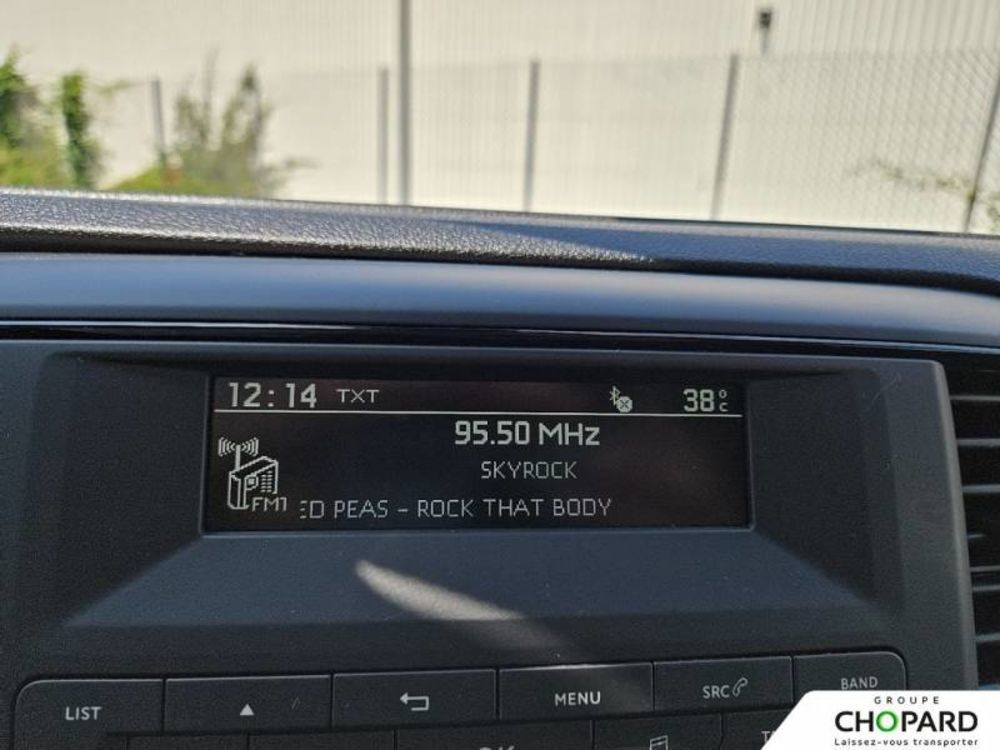 12:14 TXT 38°C
95.50 MHz
SKYROCK
FM1 ED PEAS - ROCK THAT BODY
LIST MENU SRC BAND
GROUPE
CHOPARD
Laissez-vous transporter